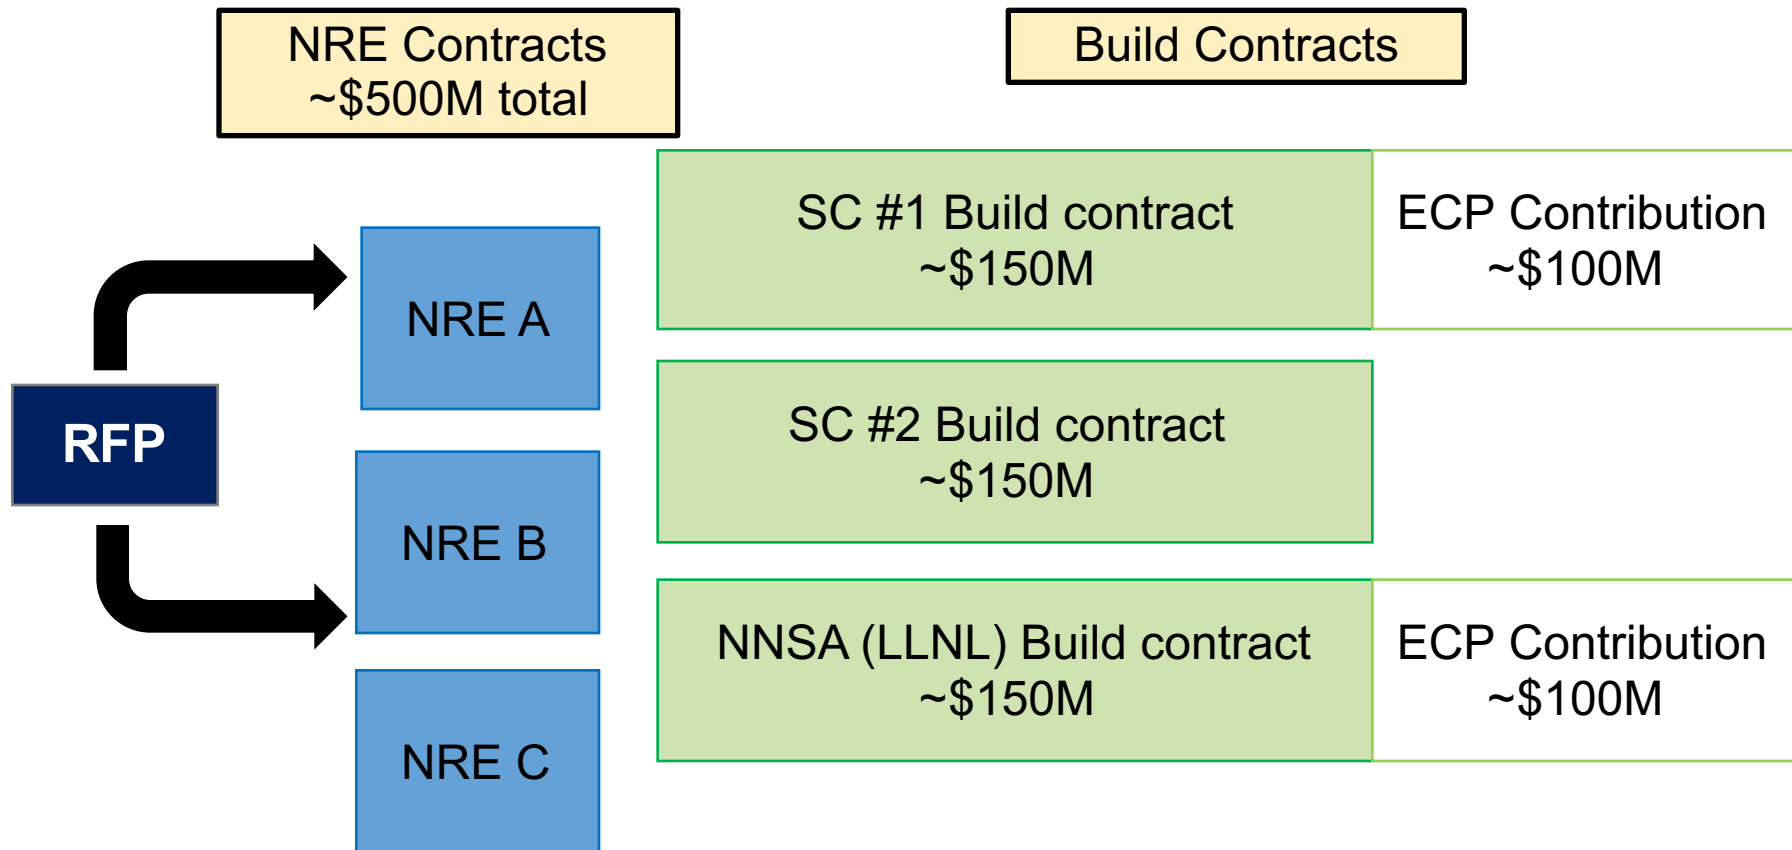 NRE Contracts
~$500M total
Build Contracts
RFP
NRE A
NRE B
NRE C
SC #1 Build contract
~$150M
ECP Contribution
~$100M
SC #2 Build contract
~$150M
NNSA (LLNL) Build contract
~$150M
ECP Contribution
~$100M